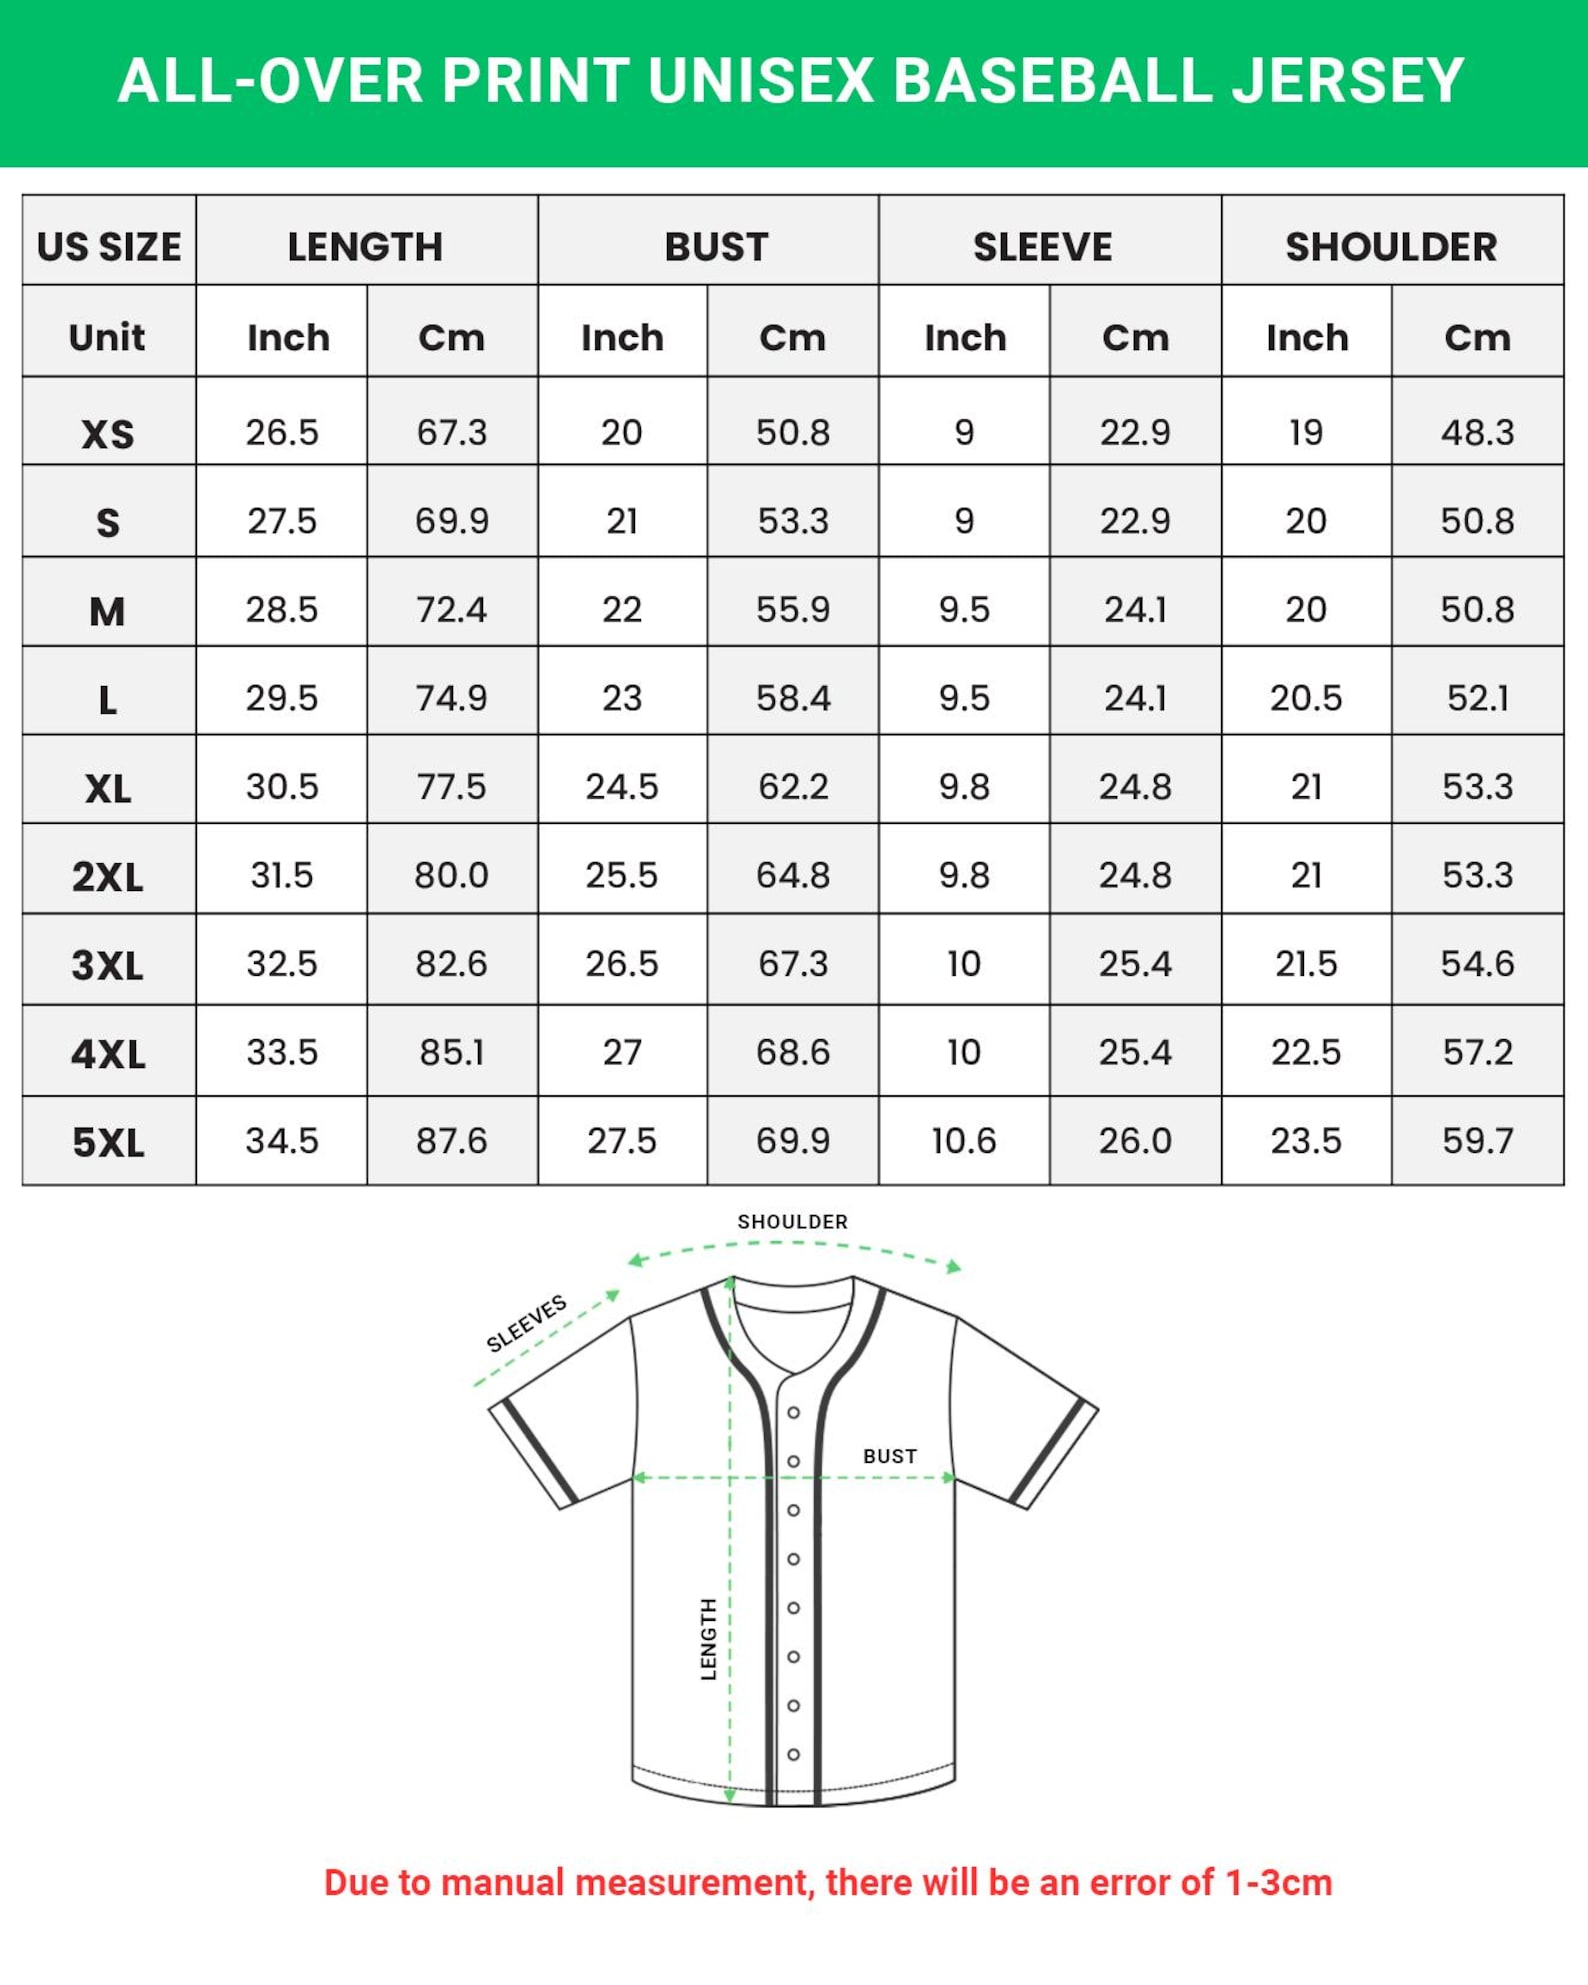 ALL-OVER PRINT UNISEX BASEBALL JERSEY
US SIZE LENGTH BUST SLEEVE SHOULDER
Unit Inch Cm Inch Cm Inch Cm Inch Cm
XS 26.5 67.3 20 50.8 9 22.9 19 48.3
S 27.5 69.9 21 53.3 9 22.9 20 50.8
M 28.5 72.4 22 55.9 9.5 24.1 20 50.8
L 29.5 74.9 23 58.4 9.5 24.1 20.5 52.1
XL 30.5 77.5 24.5 62.2 9.8 24.8 21 53.3
2XL 31.5 80.0 25.5 64.8 9.8 24.8 21 53.3
3XL 32.5 82.6 26.5 67.3 10 25.4 21.5 54.6
4XL 33.5 85.1 27 68.6 10 25.4 22.5 57.2
5XL 34.5 87.6 27.5 69.9 10.6 26.0 23.5 59.7
SHOULDER
SLEEVES
BUST
LENGTH
Due to manual measurement, there will be an error of 1-3cm